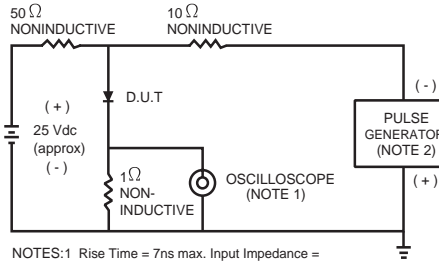 50 Ω
NONINDUCTIVE
10 Ω
NONINDUCTIVE
D.U.T
( + )
25 Vdc
(approx)
( - )
1Ω
NON-
INDUCTIVE
OSCILLOSCOPE
(NOTE 1)
( - )
PULSE
GENERATOR
(NOTE 2)
( + )
NOTES:1 Rise Time = 7ns max. Input Impedance =